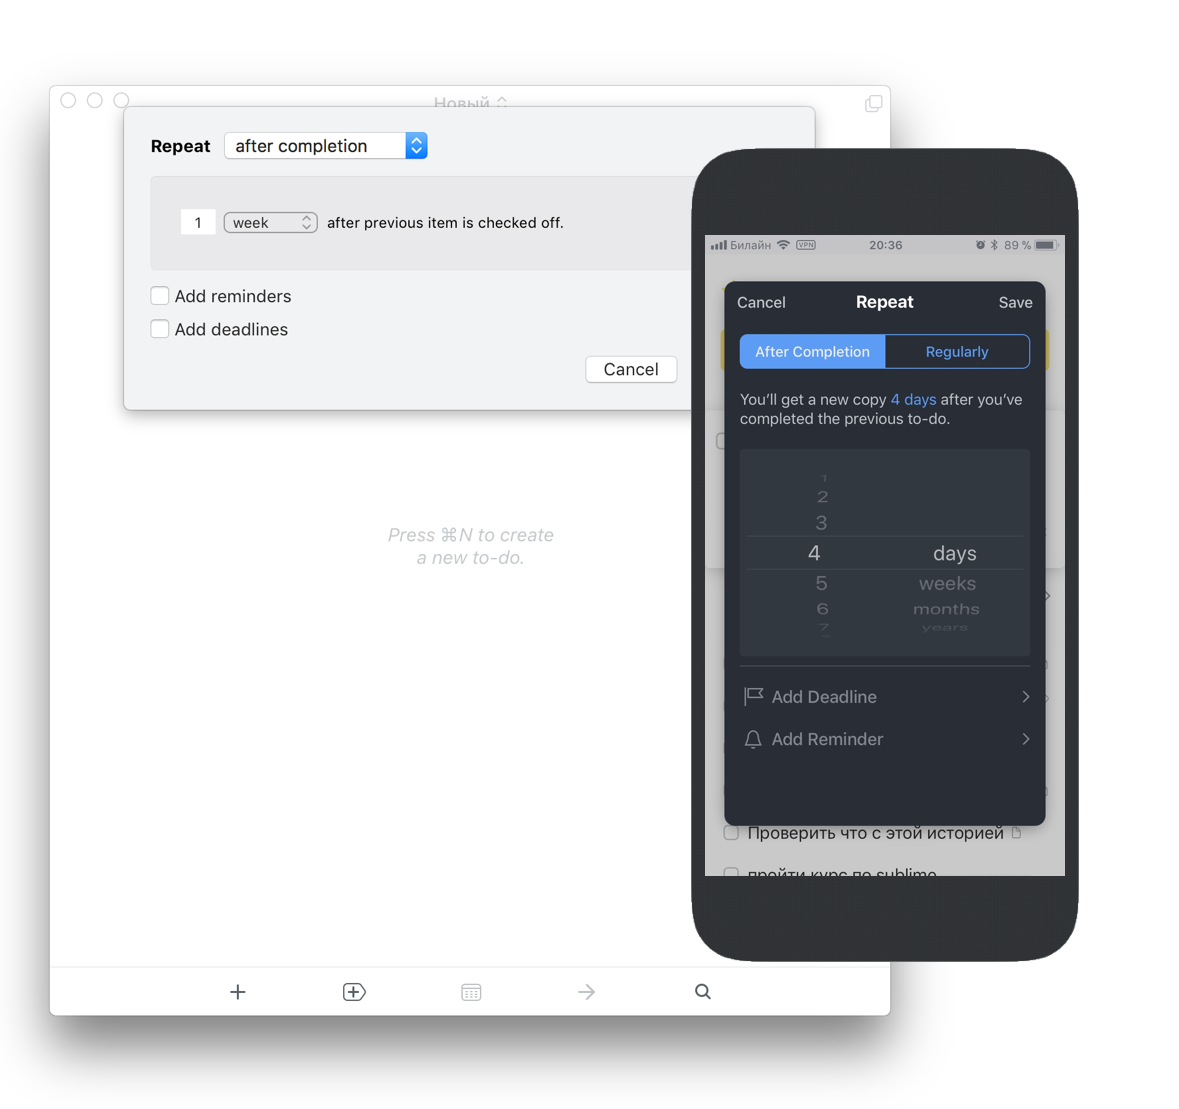 Новый
Repeat after completion
1 week after previous item is checked off.
Add reminders
Add deadlines
Cancel
Press ⌘N to create
a new to-do.
Билайн VPN 20:36 89 %
Cancel Repeat Save
After Completion Regularly
You’ll get a new copy 4 days after you’ve
completed the previous to-do.
1
2
3
4 days
5 weeks
6 months
7 years
Add Deadline
Add Reminder
Проверить что с этой историей
пройти курс по sublime